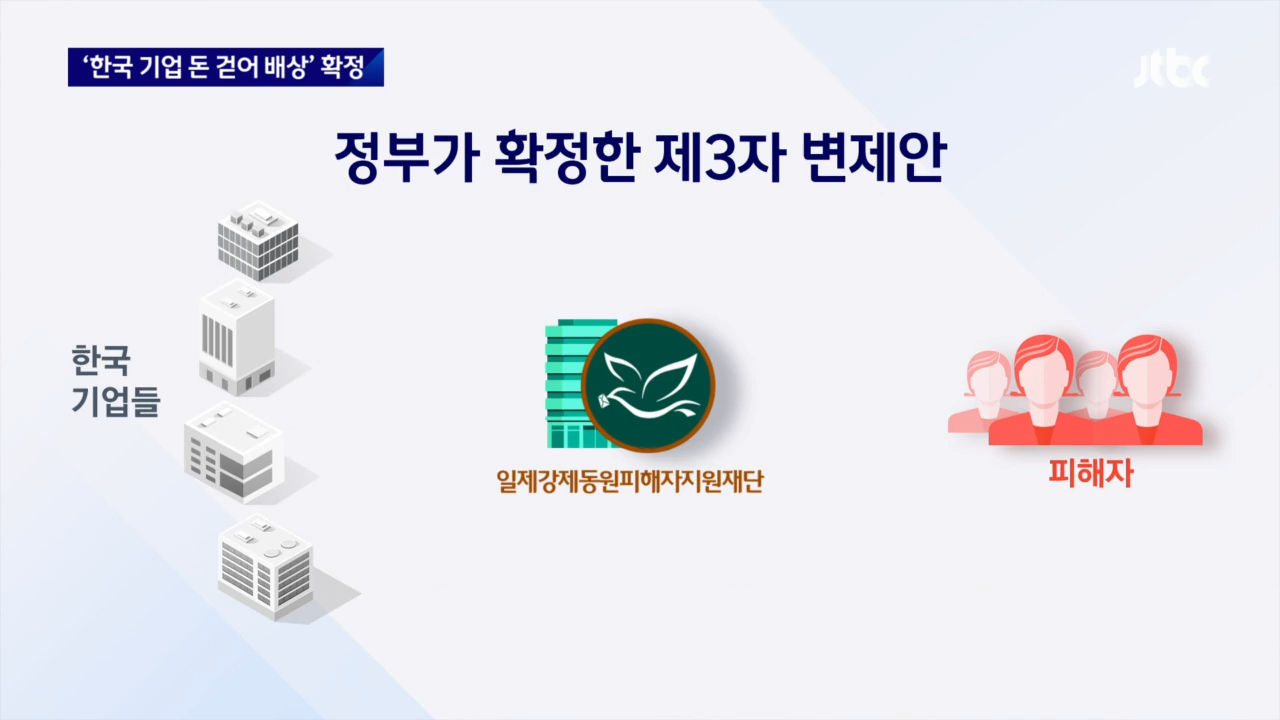 ‘한국 기업 돈 걷어 배상’ 확정
jtbc
정부가 확정한 제3자 변제안
한국
기업들
일제강제동원피해자지원재단
피해자